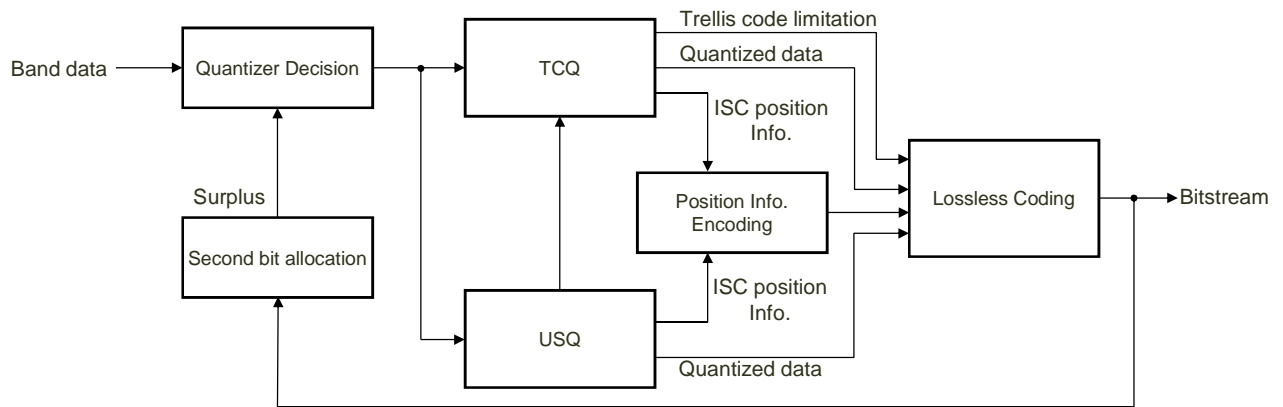 Trellis code limitation
Quantized data
Band data
Quantizer Decision
TCQ
ISC position
Info.
Surplus
Position Info.
Encoding
Lossless Coding
Bitstream
Second bit allocation
ISC position
Info.
USQ
Quantized data